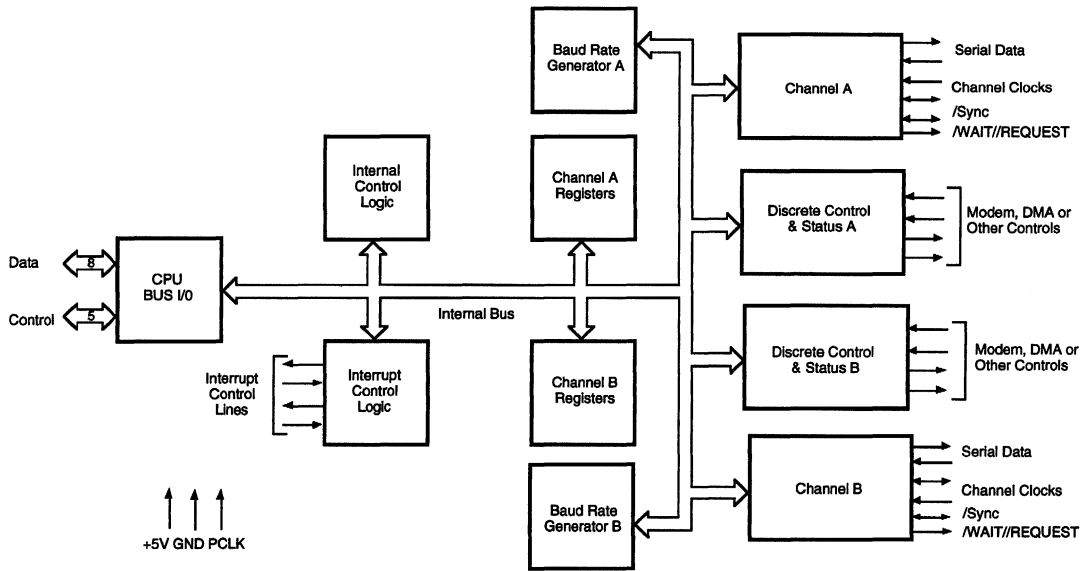 Baud Rate
Generator A
Channel A
Serial Data
Channel Clocks
/Sync
/WAIT//REQUEST
Internal
Control
Logic
Channel A
Registers
Discrete Control
& Status A
Modem, DMA or
Other Controls
Data
8
CPU
BUS I/0
Control
5
Internal Bus
Discrete Control
& Status B
Modem, DMA or
Other Controls
Interrupt
Control
Lines
Interrupt
Control
Logic
Channel B
Registers
Baud Rate
Generator B
Channel B
Serial Data
Channel Clocks
/Sync
/WAIT//REQUEST
+5V GND PCLK